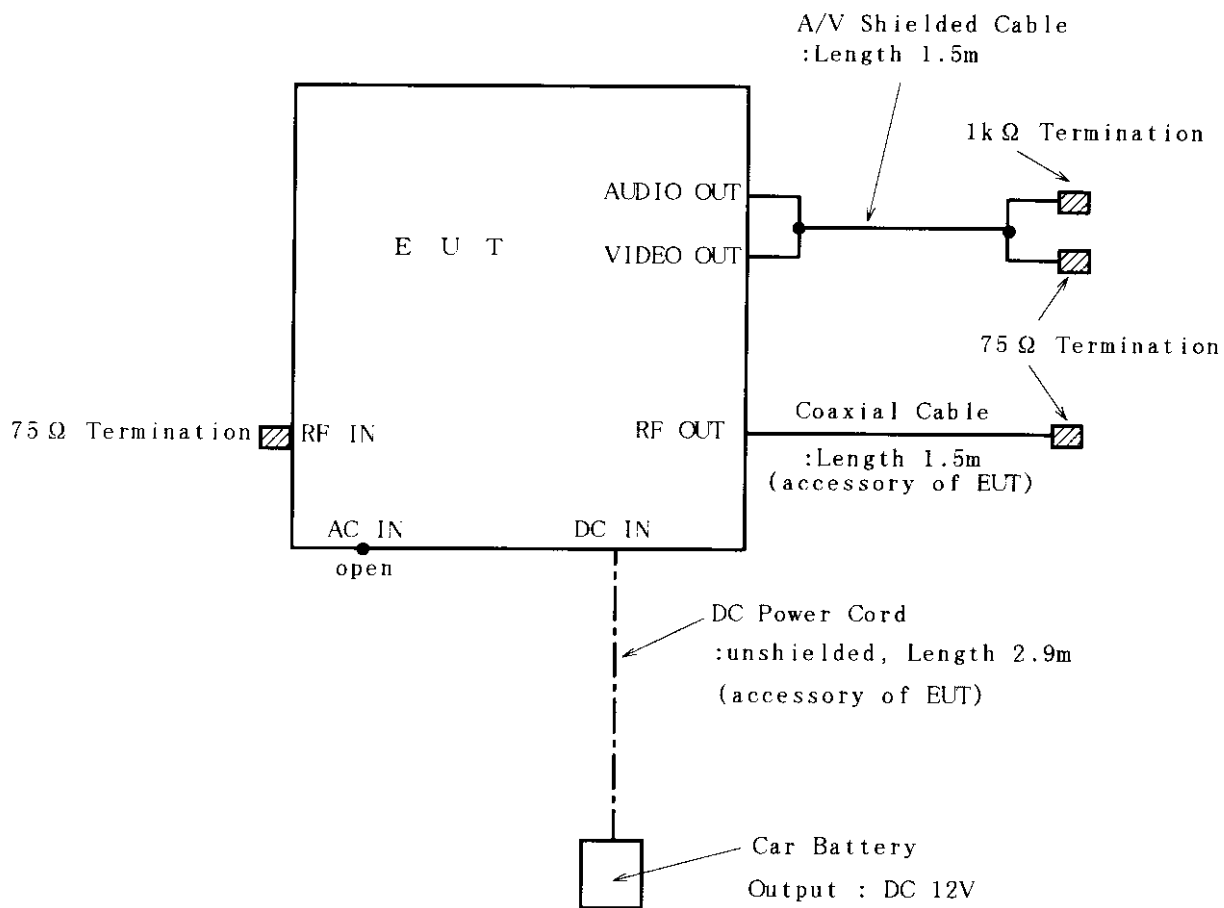 A/V Shielded Cable
:Length 1.5m
1kΩ Termination
AUDIO OUT
E U T
VIDEO OUT
75Ω Termination
Coaxial Cable
75Ω Termination
RF IN
RF OUT
:Length 1.5m
(accessory of EUT)
AC IN
DC IN
open
DC Power Cord
:unshielded, Length 2.9m
(accessory of EUT)
Car Battery
Output : DC 12V